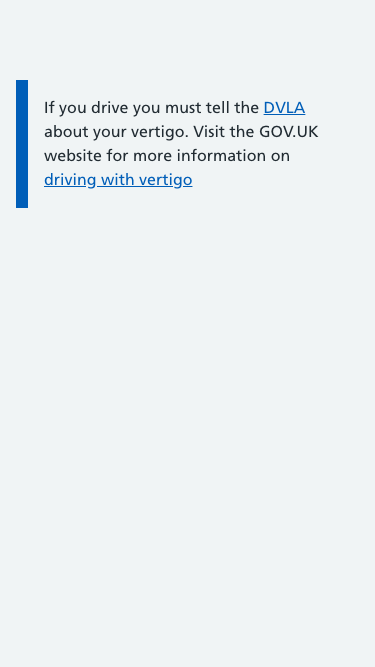 If you drive you must tell the DVLA
about your vertigo. Visit the GOV.UK
website for more information on
driving with vertigo